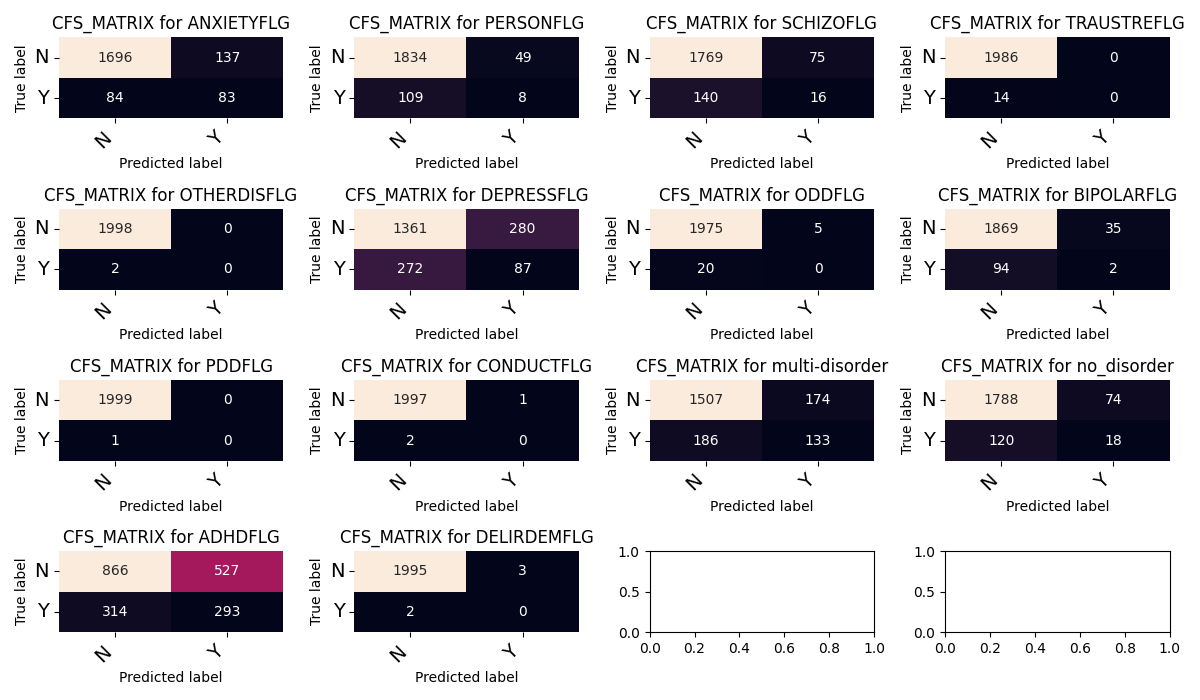 CFS_MATRIX for ANXIETYFLG
True label
N 1696 137
Y 84 83
N Y
Predicted label
CFS_MATRIX for PERSONFLG
True label
N 1834 49
Y 109 8
N Y
Predicted label
CFS_MATRIX for SCHIZOFLG
True label
N 1769 75
Y 140 16
N Y
Predicted label
CFS_MATRIX for TRAUSTREFLG
True label
N 1986 0
Y 14 0
N Y
Predicted label
CFS_MATRIX for OTHERDISFLG
True label
N 1998 0
Y 2 0
N Y
Predicted label
CFS_MATRIX for DEPRESSFLG
True label
N 1361 280
Y 272 87
N Y
Predicted label
CFS_MATRIX for ODDFLG
True label
N 1975 5
Y 20 0
N Y
Predicted label
CFS_MATRIX for BIPOLARFLG
True label
N 1869 35
Y 94 2
N Y
Predicted label
CFS_MATRIX for PDDFLG
True label
N 1999 0
Y 1 0
N Y
Predicted label
CFS_MATRIX for CONDUCTFLG
True label
N 1997 1
Y 2 0
N Y
Predicted label
CFS_MATRIX for multi-disorder
True label
N 1507 174
Y 186 133
N Y
Predicted label
CFS_MATRIX for no_disorder
True label
N 1788 74
Y 120 18
N Y
Predicted label
CFS_MATRIX for ADHDFLG
True label
N 866 527
Y 314 293
N Y
Predicted label
CFS_MATRIX for DELIRDEMFLG
True label
N 1995 3
Y 2 0
N Y
Predicted label
1.0
0.5
0.0
0.0 0.2 0.4 0.6 0.8 1.0
1.0
0.5
0.0
0.0 0.2 0.4 0.6 0.8 1.0